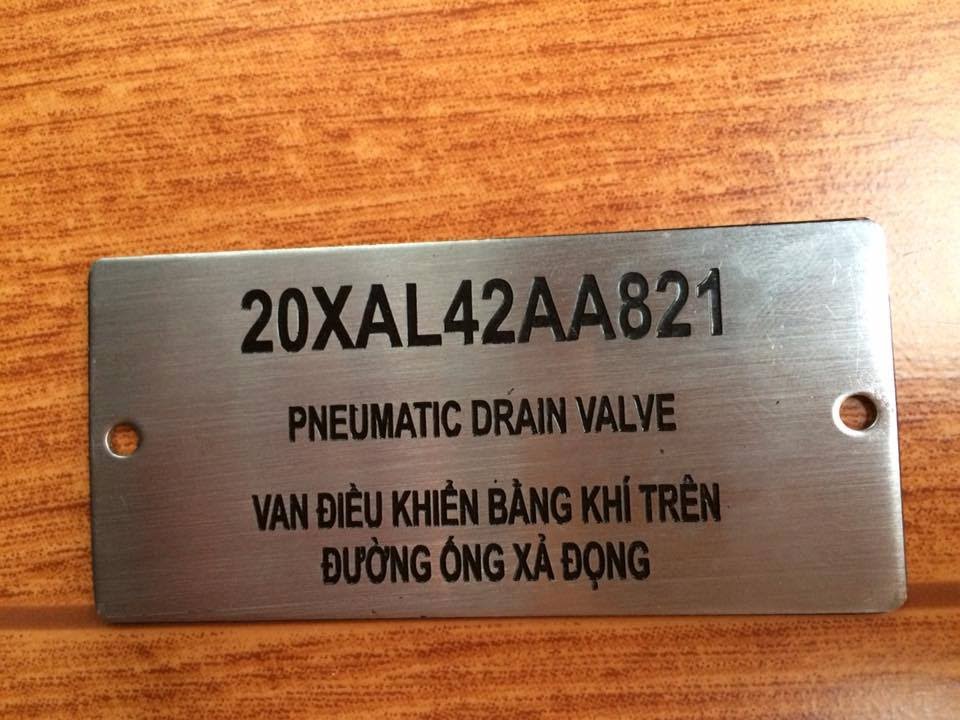 20XAL42AA821
PNEUMATIC DRAIN VALVE
VAN ĐIỀU KHIỂN BẰNG KHÍ TRÊN
ĐƯỜNG ỐNG XẢ ĐỌNG